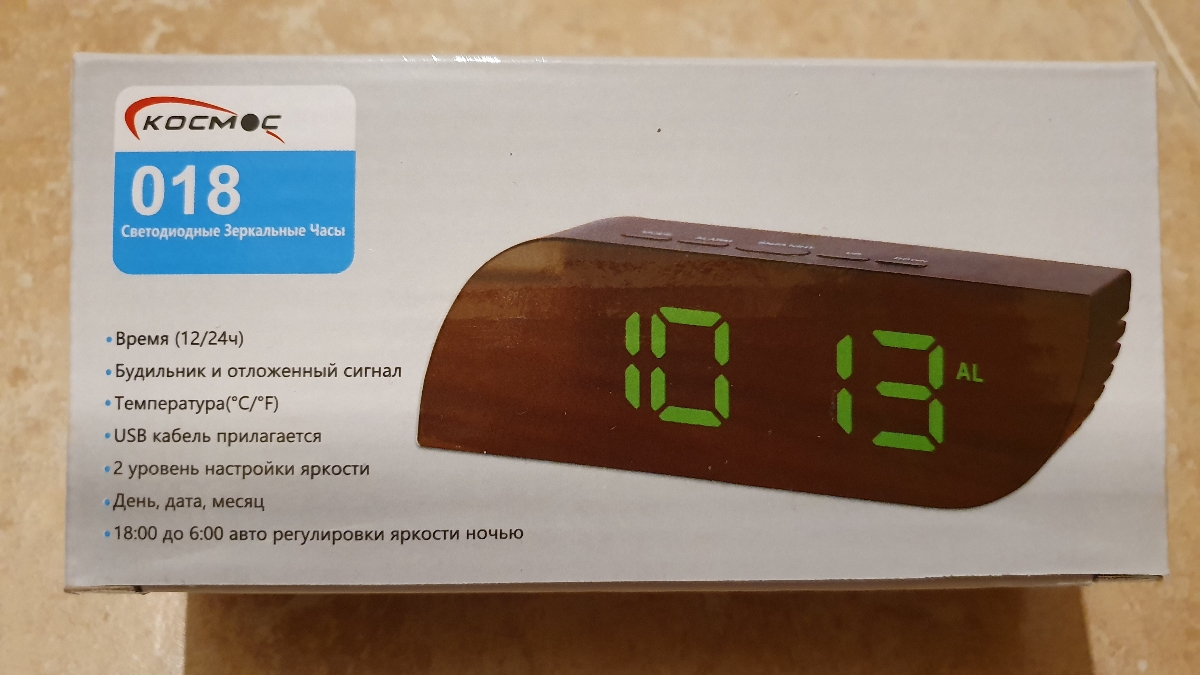 КОСМОС
018
Светодиодные Зеркальные Часы
•Время (12/24ч)
•Будильник и отложенный сигнал
•Температура(°C/°F)
•USB кабель прилагается
•2 уровень настройки яркости
•День, дата, месяц
•18:00 до 6:00 авто регулировки яркости ночью
10 13 AL